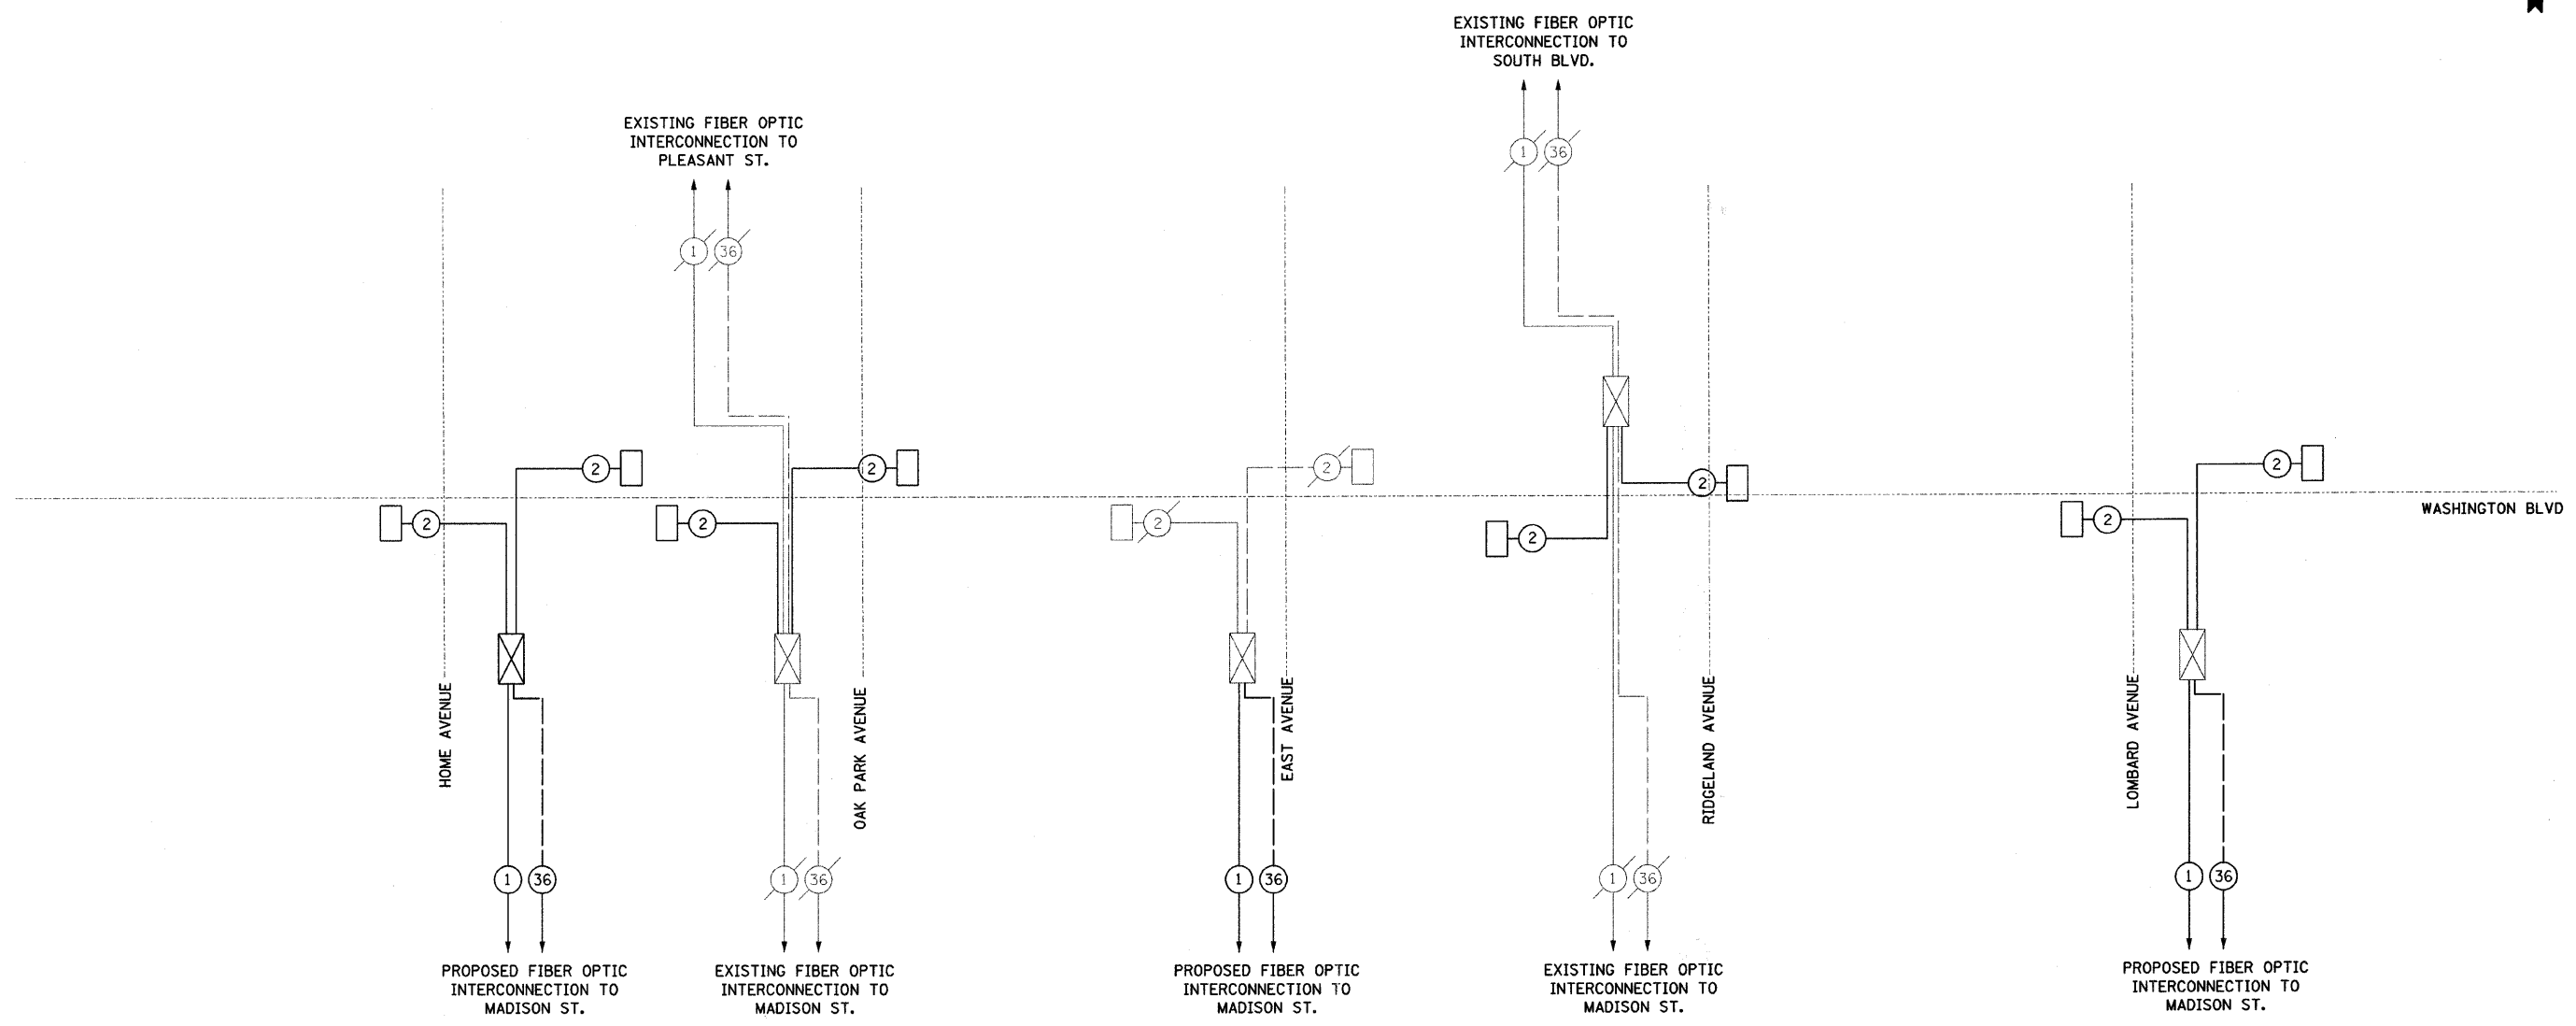 EXISTING FIBER OPTIC
INTERCONNECTION TO
SOUTH BLVD.
1 36
EXISTING FIBER OPTIC
INTERCONNECTION TO
PLEASANT ST.
1 36
2
2
2
2
2
2
2
2
2
2
WASHINGTON BLVD
HOME AVENUE
OAK PARK AVENUE
EAST AVENUE
RIDGELAND AVENUE
LOMBARD AVENUE
1 36
1 36
1 36
1 36
1 36
PROPOSED FIBER OPTIC
INTERCONNECTION TO
MADISON ST.
EXISTING FIBER OPTIC
INTERCONNECTION TO
MADISON ST.
PROPOSED FIBER OPTIC
INTERCONNECTION TO
MADISON ST.
EXISTING FIBER OPTIC
INTERCONNECTION TO
MADISON ST.
PROPOSED FIBER OPTIC
INTERCONNECTION TO
MADISON ST.